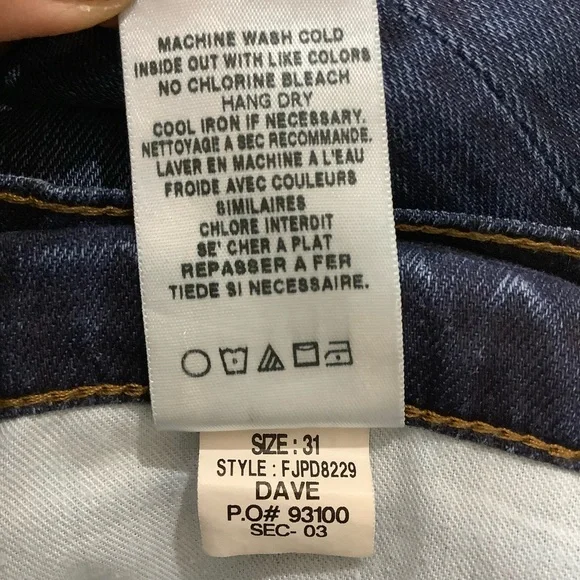 MACHINE WASH COLD
INSIDE OUT WITH LIKE COLORS
NO CHLORINE BLEACH
HANG DRY
COOL IRON IF NECESSARY.
NETTOYAGE A SEC RECOMMANDE.
LAVER EN MACHINE A L'EAU
FROIDE AVEC COULEURS
SIMILAIRES
CHLORE INTERDIT
SE' CHER A PLAT
REPASSER A FER
TIEDE SI NECESSAIRE.
SIZE : 31
STYLE : FJPD8229
DAVE
P.O# 93100
SEC- 03